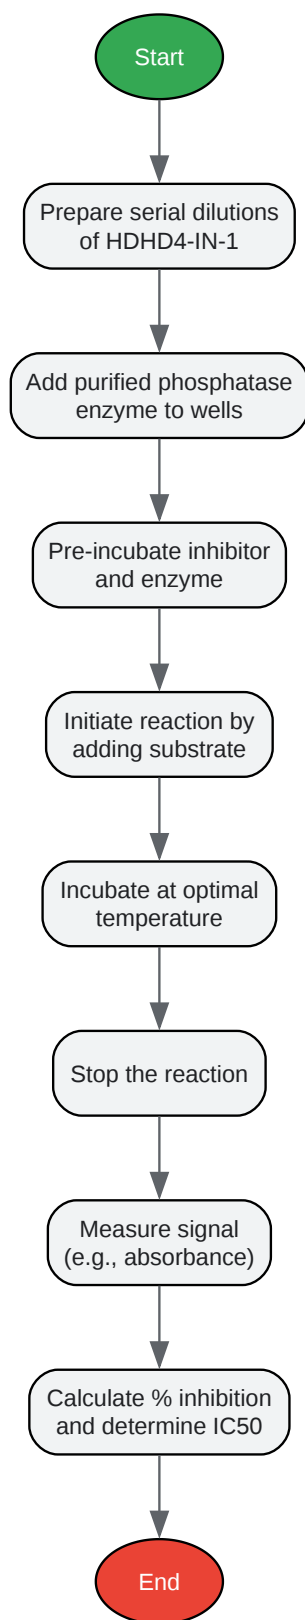 Start
Prepare serial dilutions
of HDHD4-IN-1
Add purified phosphatase
enzyme to wells
Pre-incubate inhibitor
and enzyme
Initiate reaction by
adding substrate
Incubate at optimal
temperature
Stop the reaction
Measure signal
(e.g., absorbance)
Calculate % inhibition
and determine IC50
End